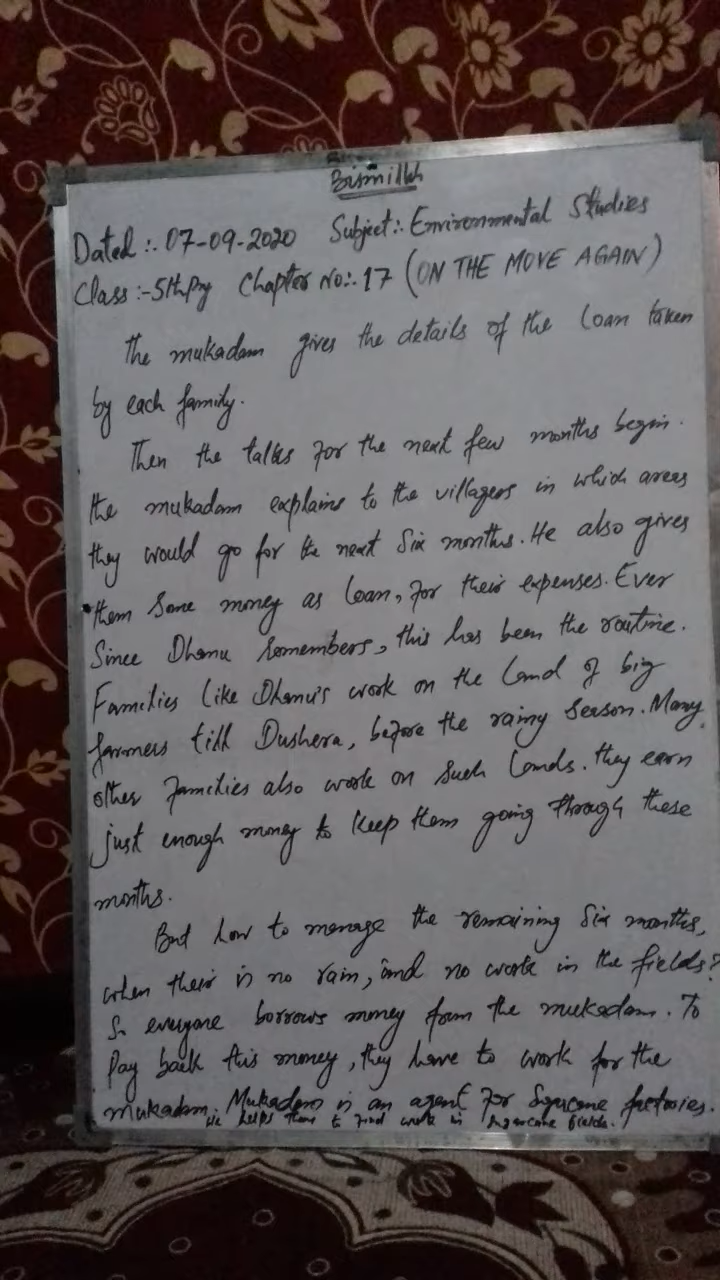 Bismillah
Dated :. 07-09-2020 Subject:. Environmental Studies
Class :- 5th Pry Chapter No:. 17 (ON THE MOVE AGAIN)
The mukadam gives the details of the loan taken
by each family.
Then the talks for the next few months begin.
the mukadam explains to the villagers in which areas
they would go for the next Six months. He also gives
them Some money as loan, for their expenses. Ever
Since Dhanu Remembers, this has been the routine.
Families like Dhanu's work on the land of big
farmers till Dushera, before the rainy Season. Many
other families also work on Such lands. they earn
just enough money to keep them going through these
months.
But how to manage the remaining Six months,
when their is no rain, and no work in the fields?
So everyone borrows money from the mukadam. To
Pay back this money, they have to work for the
mukadam. Mukadam is an agent for Sugarcane factories.
He helps them to find work in Sugarcane fields.